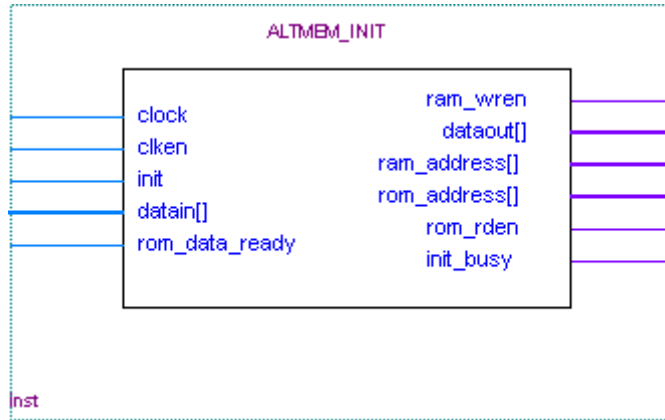 ALTMEM_INIT
clock
clken
init
datain[]
rom_data_ready
ram_wren
dataout[]
ram_address[]
rom_address[]
rom_rden
init_busy
inst